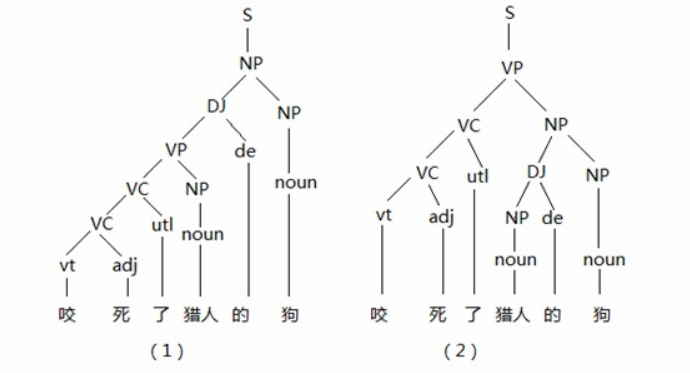 S
NP
DJ NP
VP de
VC NP noun
VC utl noun
vt adj
咬 死 了 猎人 的 狗
(1)
S
VP
VC NP
VC utl DJ NP
vt adj NP de
noun noun
咬 死 了 猎人 的 狗
(2)